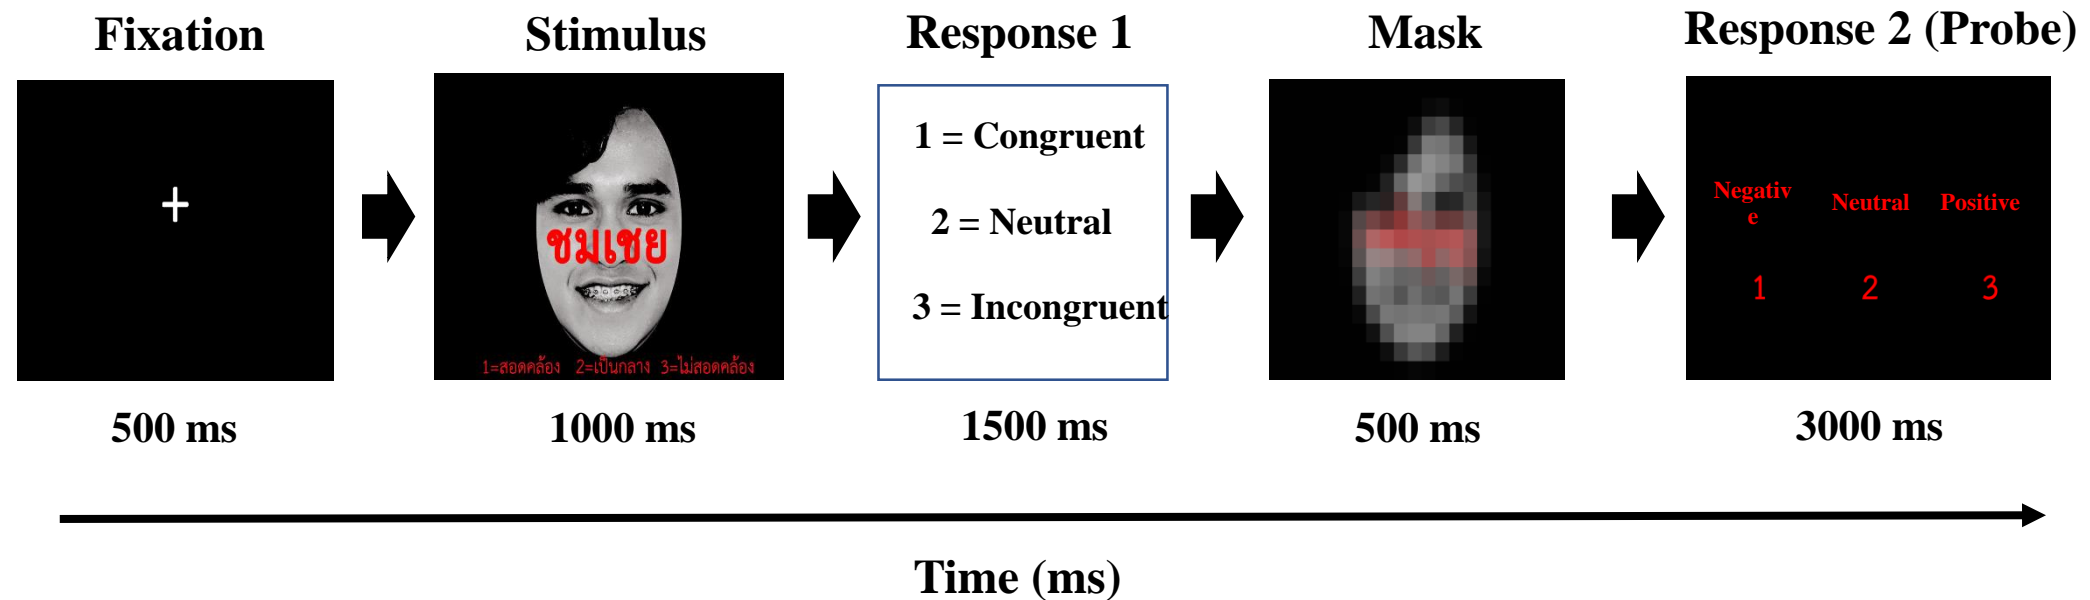 Fixation
Stimulus
Response 1
Mask
Response 2 (Probe)
+
ชมเชย
1=สอดคล้อง 2=เป็นกลาง 3=ไม่สอดคล้อง
1 = Congruent
2 = Neutral
3 = Incongruent
Negativ
e
Neutral
Positive
1
2
3
500 ms
1000 ms
1500 ms
500 ms
3000 ms
Time (ms)